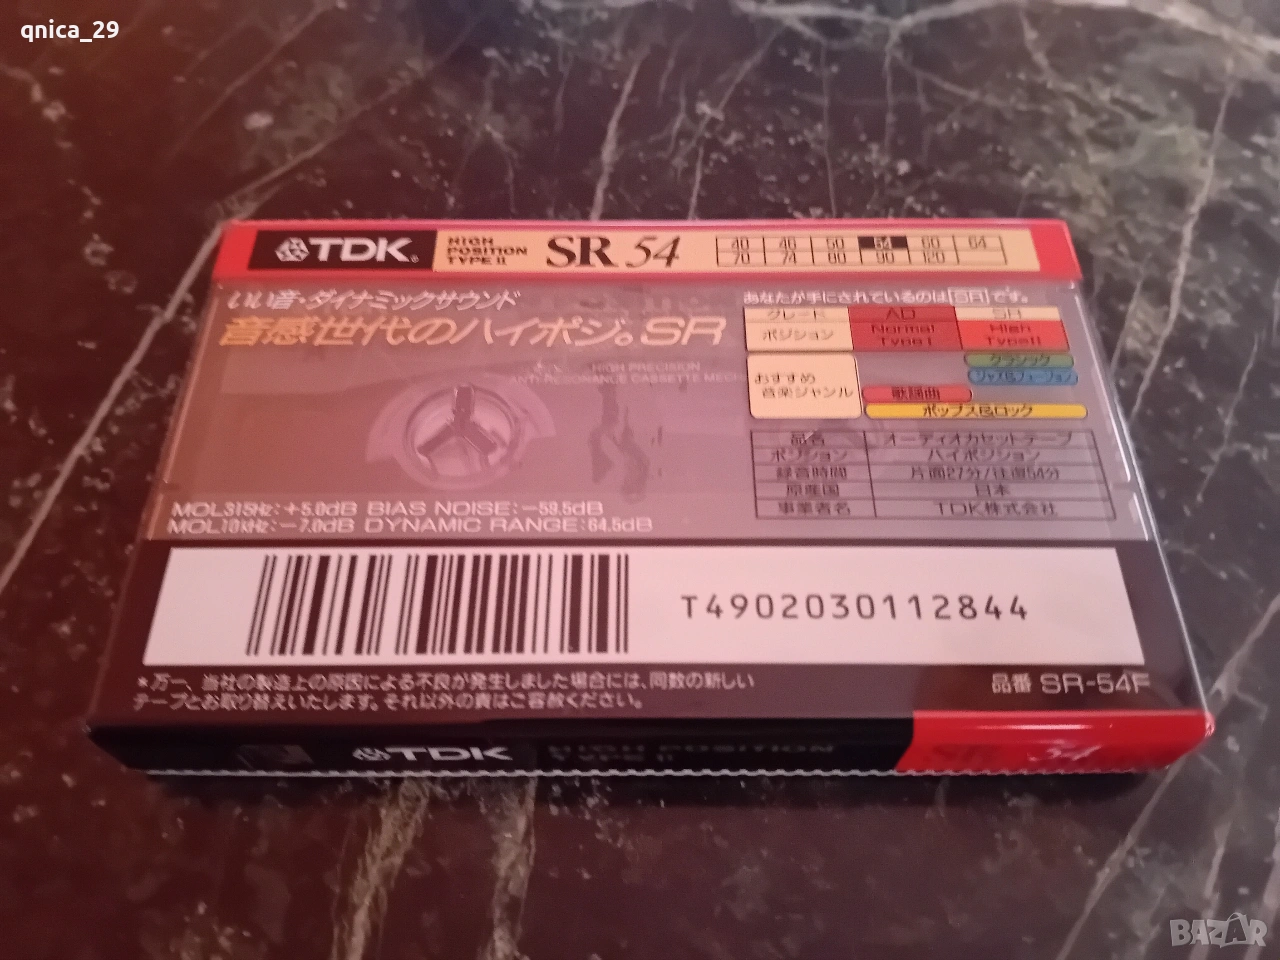 qnica_29
TDK
HIGH POSITION TYPE II
SR 54
40 46 50 54 60 64
70 74 80 90 120
いい音・ダイナミックサウンド
音感世代のハイポジ。SR
HIGH PRECISION
ANTI-RESONANCE CASSETTE MECH
あなたが手にされているのは SR です。
グレード AD SR
ポジション Normal Type I High Type II
おすすめ音楽ジャンル
クラシック
ジャズ&フュージョン
歌謡曲
ポップス&ロック
品名 オーディオカセットテープ
ポジション ハイポジション
録音時間 片面27分/往復54分
原産国 日本
事業者名 TDK株式会社
MOL315Hz:+5.0dB BIAS NOISE:-59.5dB
MOL10kHz:-7.0dB DYNAMIC RANGE:64.5dB
T4902030112844
*万一、当社の製造上の原因による不良が発生しました場合には、同数の新しい
テープとお取り替えいたします。それ以外の責はご容赦ください。
品番 SR-54F
TDK HIGH POSITION TYPE II SR 54
BAZAR